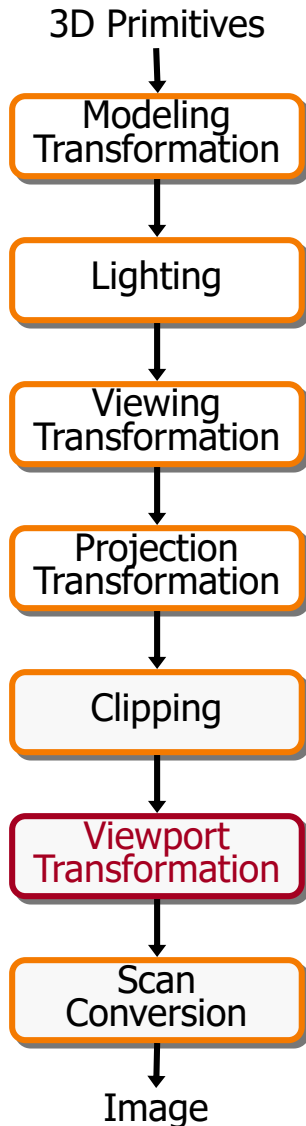 3D Primitives
Modeling
Transformation
Lighting
Viewing
Transformation
Projection
Transformation
Clipping
Viewport
Transformation
Scan
Conversion
Image